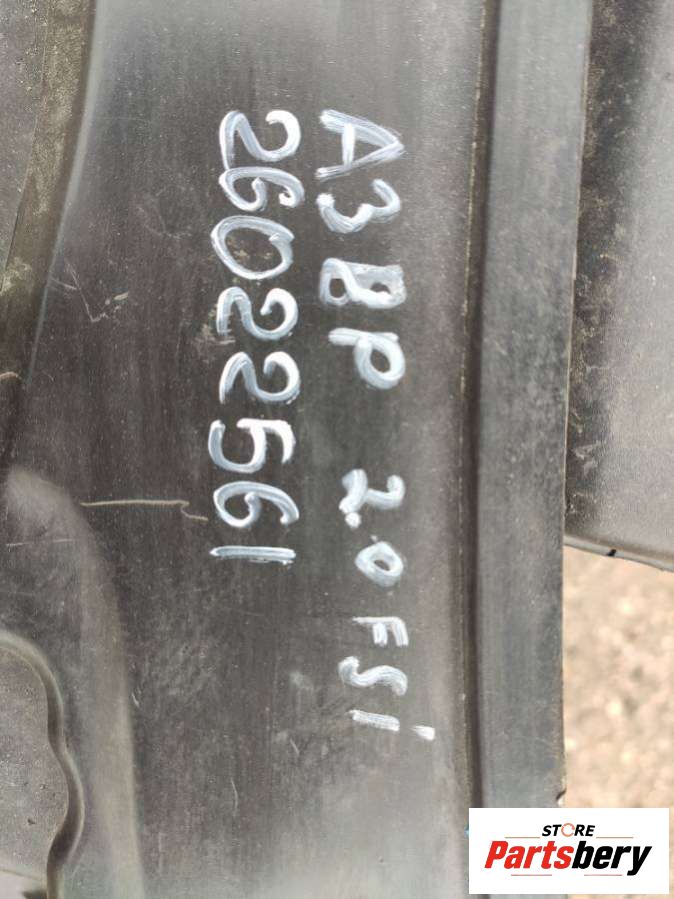 A3 8P 2.0 FSi
26022561
STORE
Partsbery